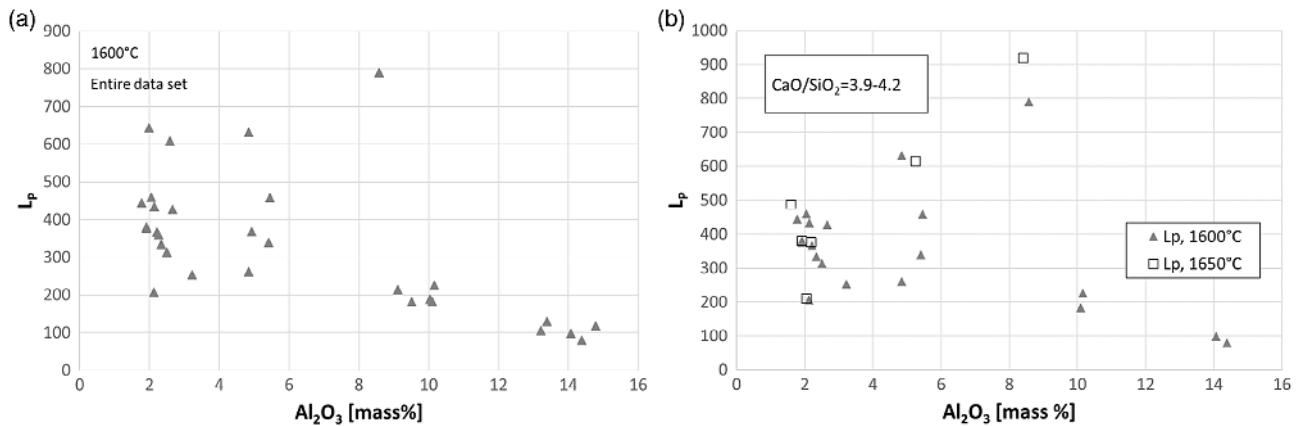 (a)
900
800
700
600
500
400
300
200
100
0
Lₚ
1600°C
Entire data set
0 2 4 6 8 10 12 14 16
Al₂O₃ [mass%]
(b)
1000
900
800
700
600
500
400
300
200
100
0
Lₚ
CaO/SiO₂=3.9-4.2
Lp, 1600°C
Lp, 1650°C
0 2 4 6 8 10 12 14 16
Al₂O₃ [mass %]